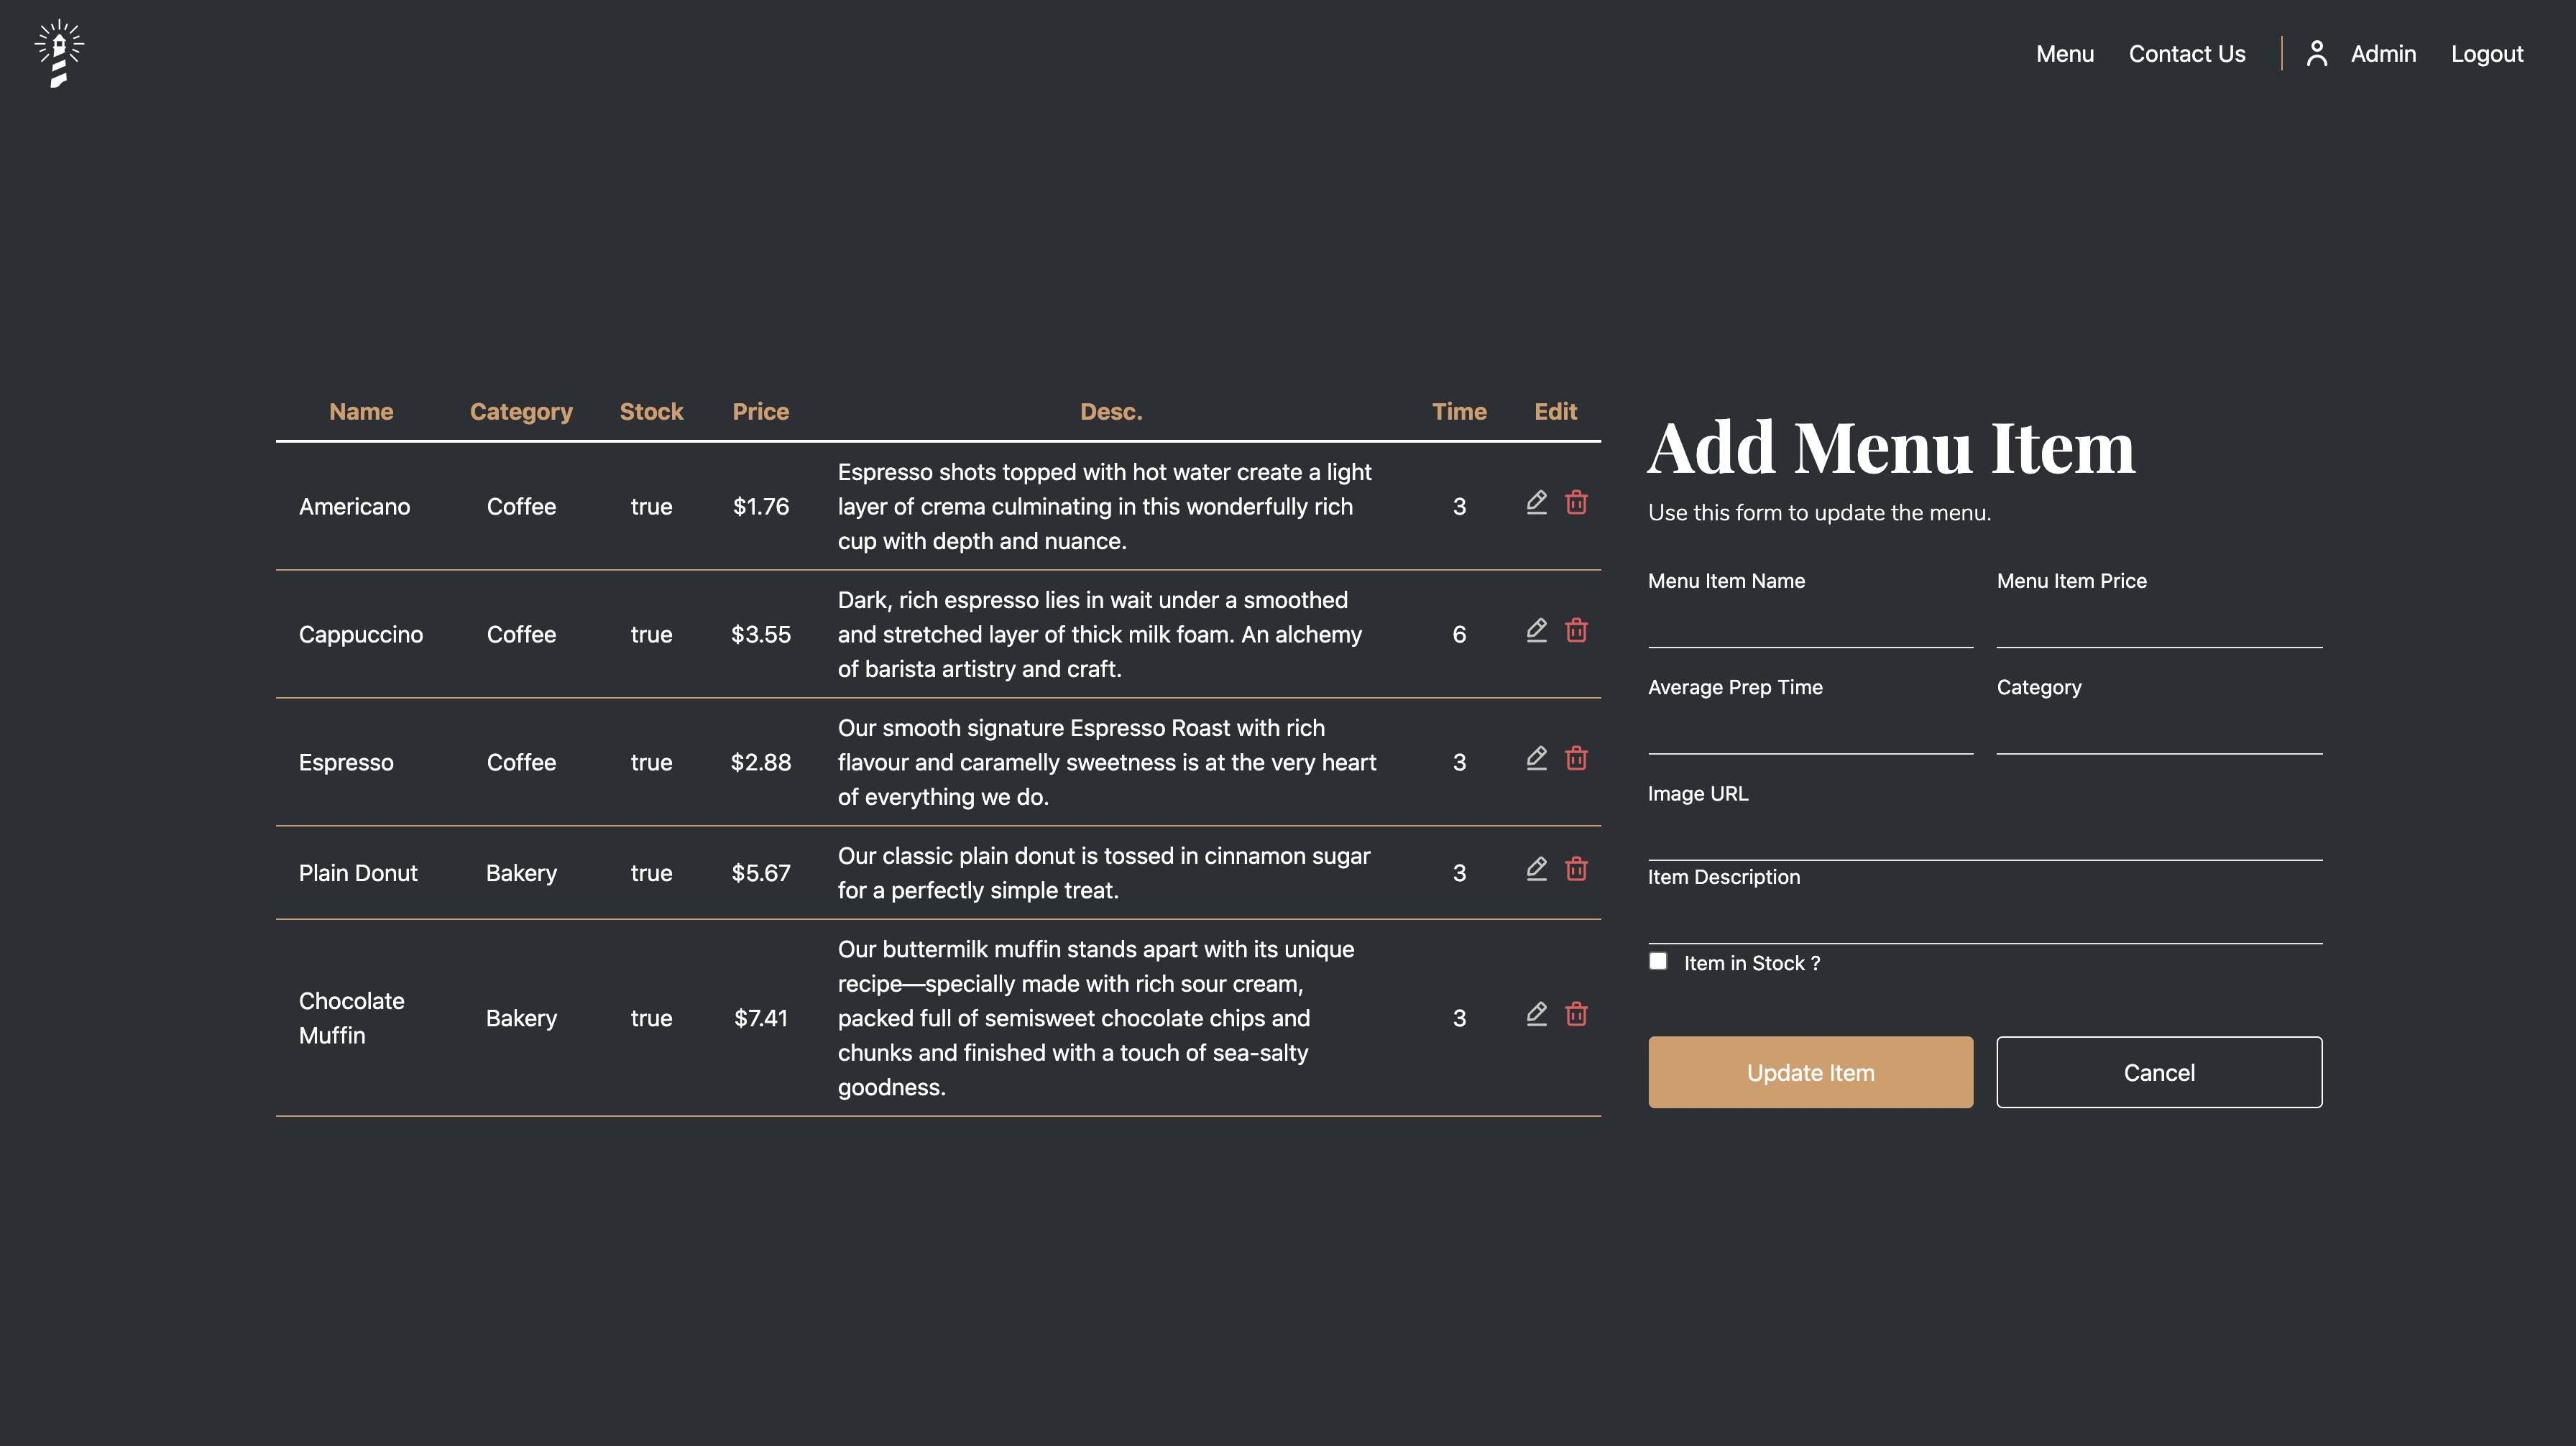 Menu Contact Us Admin Logout
Name Category Stock Price Desc. Time Edit
Americano Coffee true $1.76 3
Espresso shots topped with hot water create a light
layer of crema culminating in this wonderfully rich
cup with depth and nuance.
Cappuccino Coffee true $3.55 6
Dark, rich espresso lies in wait under a smoothed
and stretched layer of thick milk foam. An alchemy
of barista artistry and craft.
Espresso Coffee true $2.88 3
Our smooth signature Espresso Roast with rich
flavour and caramelly sweetness is at the very heart
of everything we do.
Plain Donut Bakery true $5.67 3
Our classic plain donut is tossed in cinnamon sugar
for a perfectly simple treat.
Chocolate
Muffin
Bakery true $7.41 3
Our buttermilk muffin stands apart with its unique
recipe—specially made with rich sour cream,
packed full of semisweet chocolate chips and
chunks and finished with a touch of sea-salty
goodness.
Add Menu Item
Use this form to update the menu.
Menu Item Name Menu Item Price
Average Prep Time Category
Image URL
Item Description
Item in Stock ?
Update Item Cancel